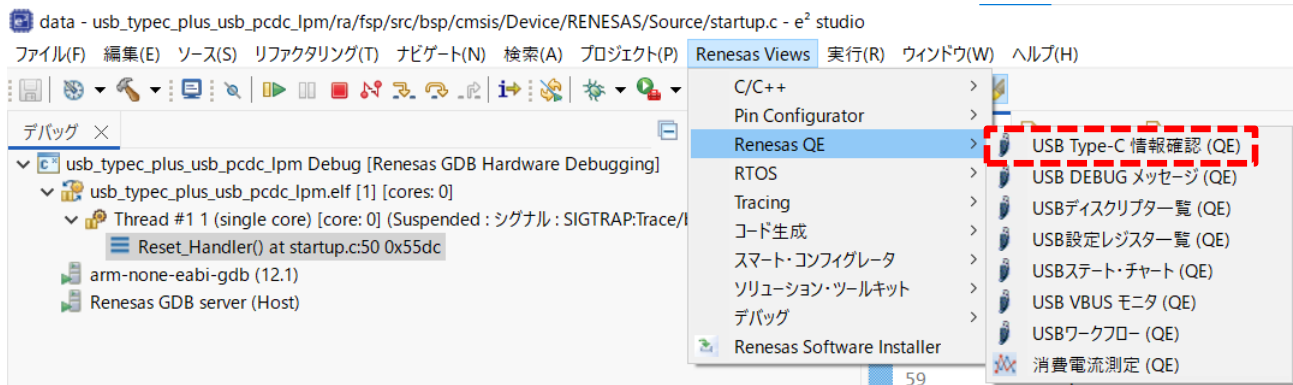 data - usb_typec_plus_usb_pcdc_lpm/ra/fsp/src/bsp/cmsis/Device/RENESAS/Source/startup.c - e² studio
ファイル(F) 編集(E) ソース(S) リファクタリング(T) ナビゲート(N) 検索(A) プロジェクト(P) Renesas Views 実行(R) ウィンドウ(W) ヘルプ(H)
デバッグ
usb_typec_plus_usb_pcdc_lpm Debug [Renesas GDB Hardware Debugging]
usb_typec_plus_usb_pcdc_lpm.elf [1] [cores: 0]
Thread #1 1 (single core) [core: 0] (Suspended : シグナル : SIGTRAP:Trace/
Reset_Handler() at startup.c:50 0x55dc
arm-none-eabi-gdb (12.1)
Renesas GDB server (Host)
C/C++
Pin Configurator
Renesas QE
RTOS
Tracing
コード生成
スマート・コンフィグレータ
ソリューション・ツールキット
デバッグ
Renesas Software Installer
USB Type-C 情報確認 (QE)
USB DEBUG メッセージ (QE)
USBディスクリプタ一覧 (QE)
USB設定レジスタ一覧 (QE)
USBステート・チャート (QE)
USB VBUS モニタ (QE)
USBワークフロー (QE)
消費電流測定 (QE)
59